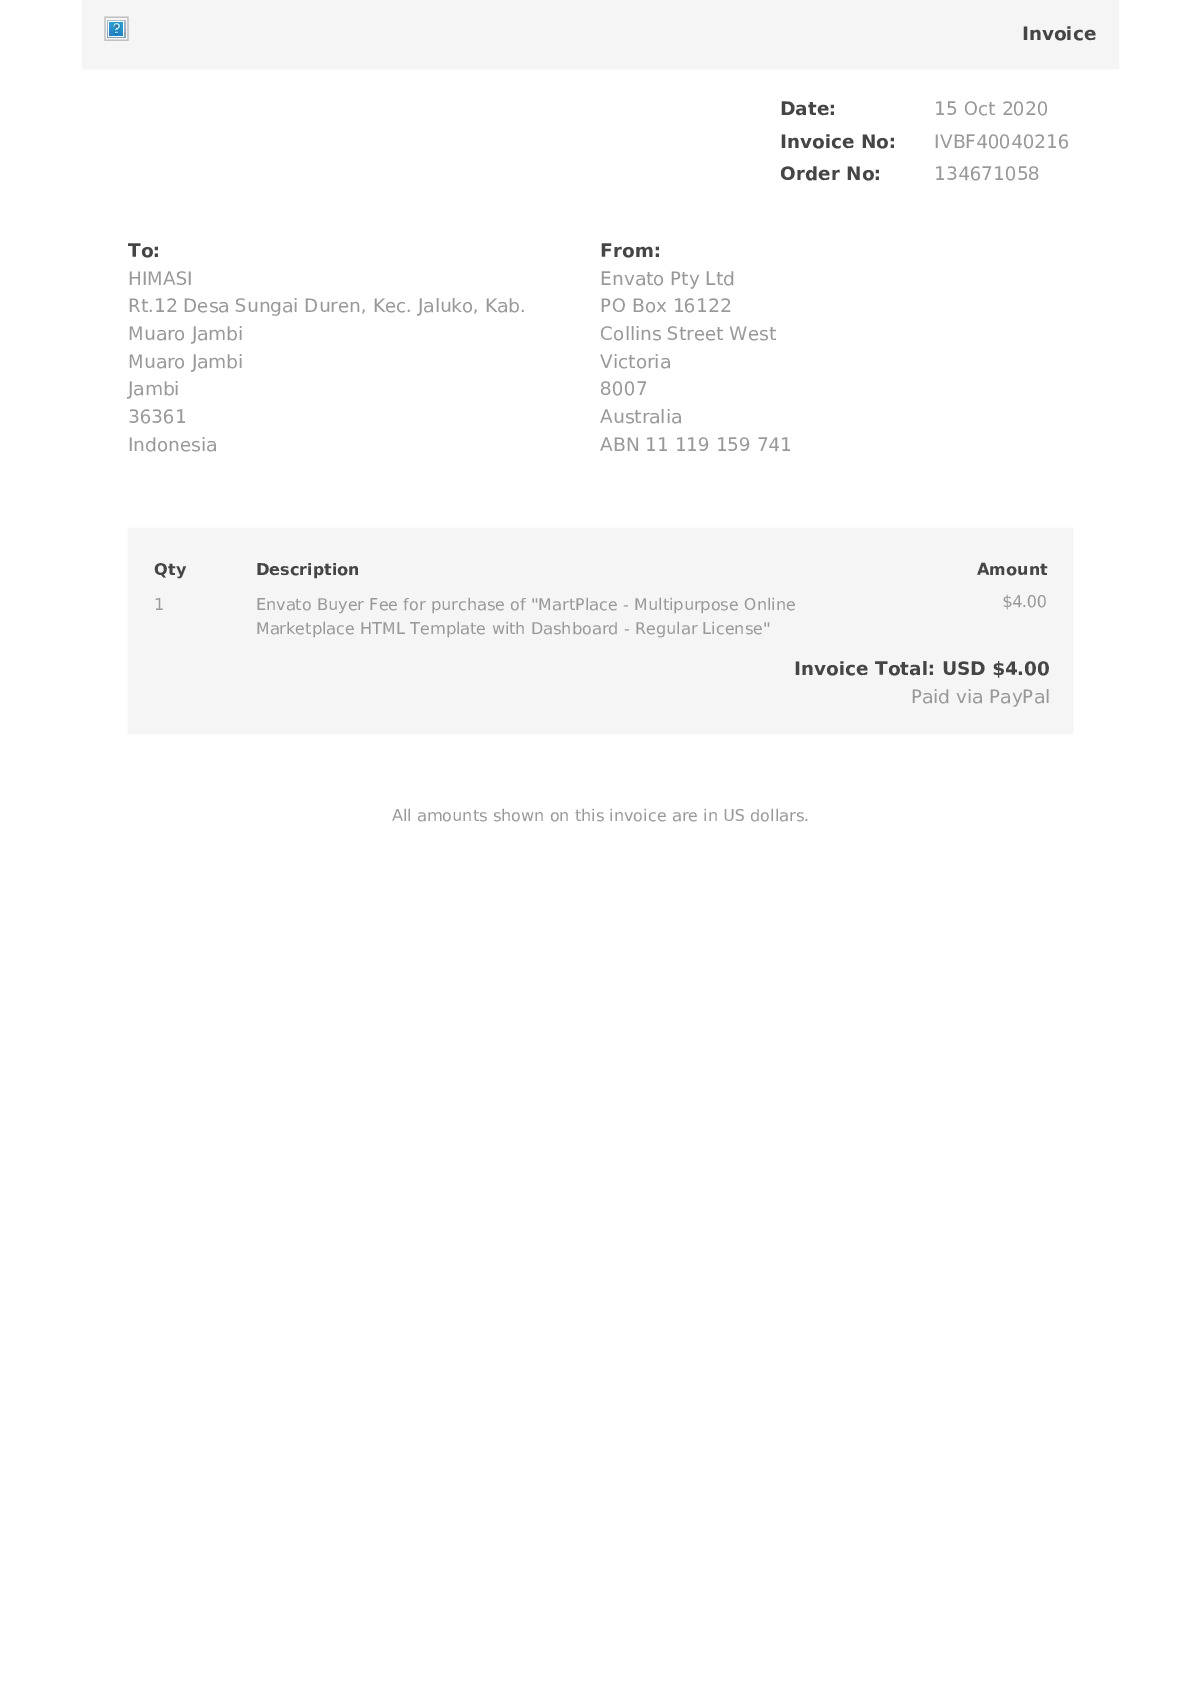 Invoice
Date: 15 Oct 2020
Invoice No: IVBF40040216
Order No: 134671058
To:
HIMASI
Rt.12 Desa Sungai Duren, Kec. Jaluko, Kab.
Muaro Jambi
Muaro Jambi
Jambi
36361
Indonesia
From:
Envato Pty Ltd
PO Box 16122
Collins Street West
Victoria
8007
Australia
ABN 11 119 159 741
Qty Description Amount
1 Envato Buyer Fee for purchase of "MartPlace - Multipurpose Online $4.00
Marketplace HTML Template with Dashboard - Regular License"
Invoice Total: USD $4.00
Paid via PayPal
All amounts shown on this invoice are in US dollars.